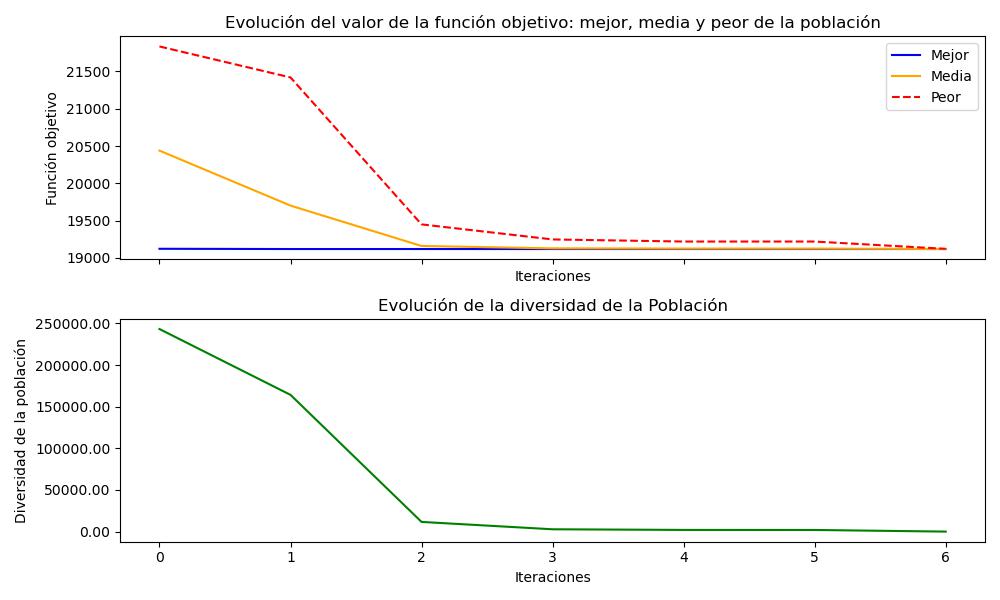 Evolución del valor de la función objetivo: mejor, media y peor de la población
Función objetivo
21500
21000
20500
20000
19500
19000
Mejor
Media
Peor
Iteraciones
Evolución de la diversidad de la Población
Diversidad de la población
250000.00
200000.00
150000.00
100000.00
50000.00
0.00
0 1 2 3 4 5 6
Iteraciones